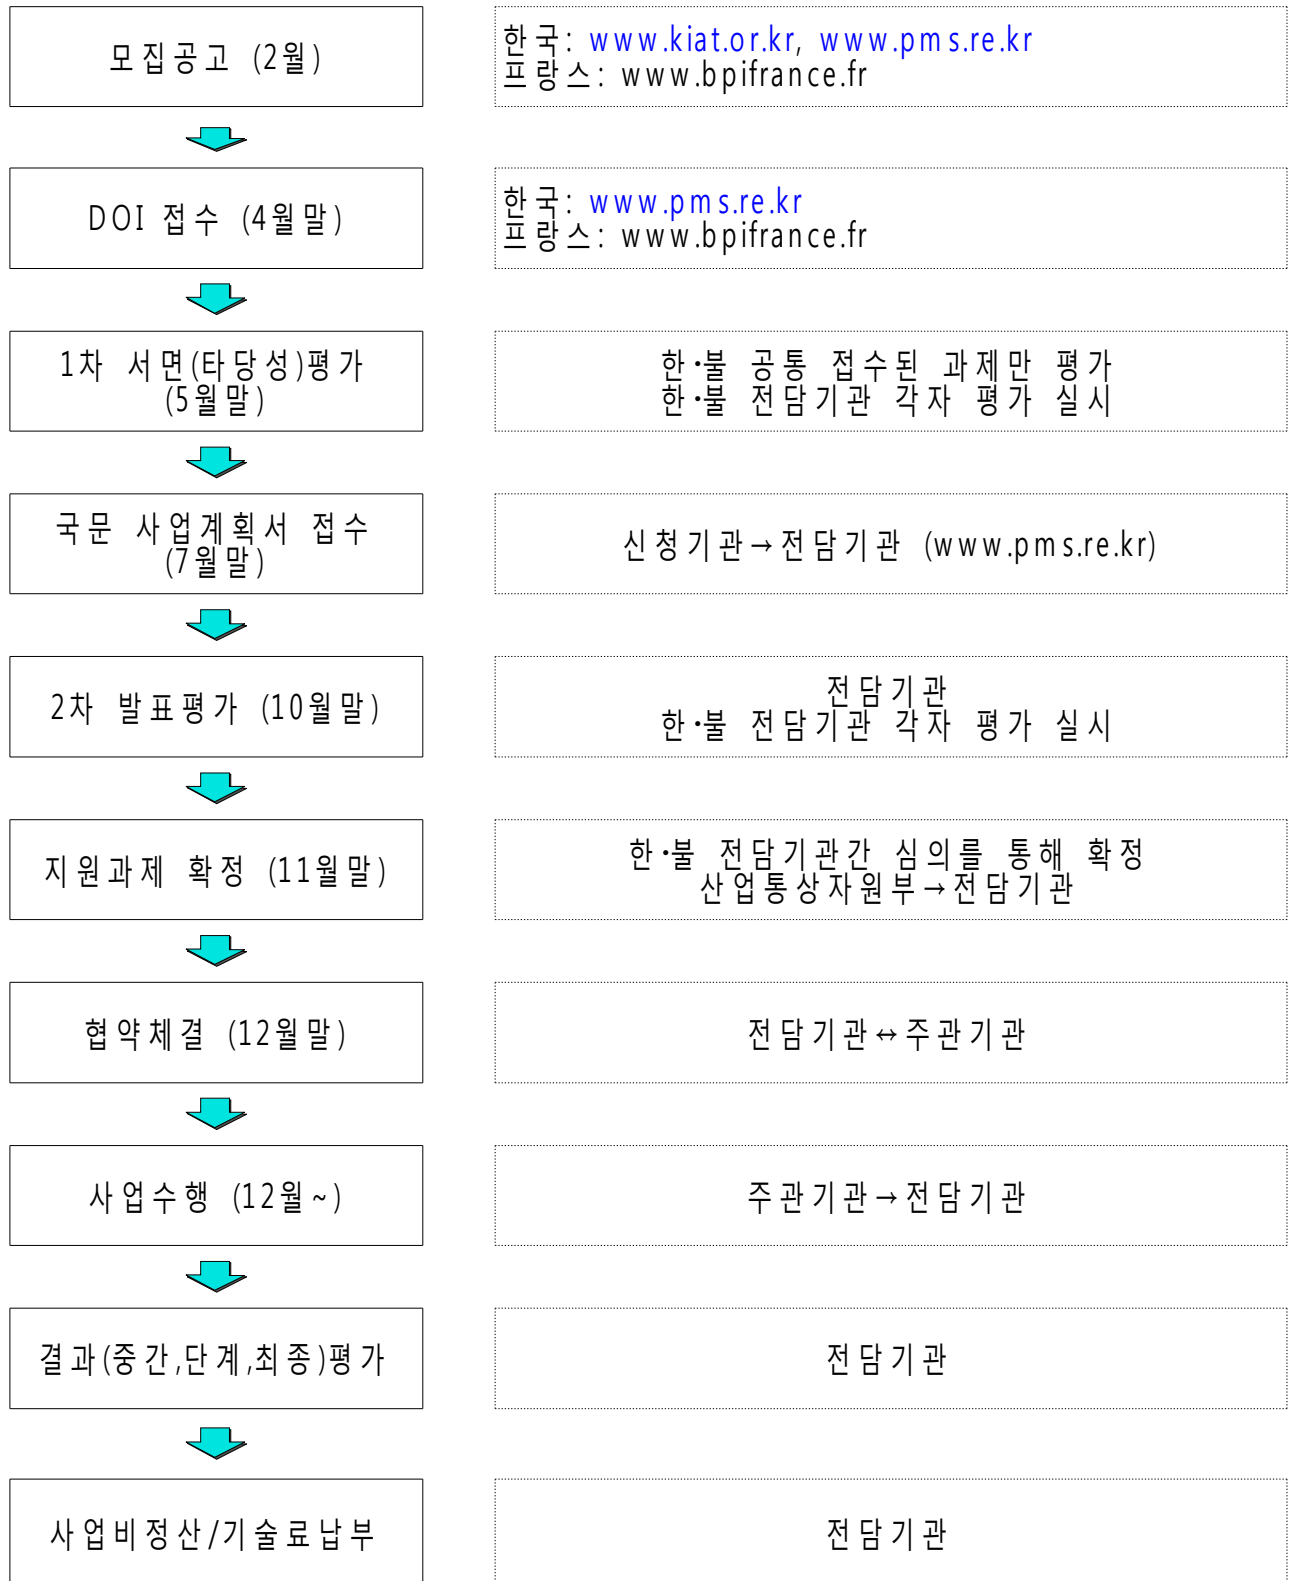 모집공고 (2월)
한국: www.kiat.or.kr, www.pms.re.kr
프랑스: www.bpifrance.fr
DOI 접수 (4월말)
한국: www.pms.re.kr
프랑스: www.bpifrance.fr
1차 서면(타당성)평가
(5월말)
한·불 공통 접수된 과제만 평가
한·불 전담기관 각자 평가 실시
국문 사업계획서 접수
(7월말)
신청기관→전담기관 (www.pms.re.kr)
2차 발표평가 (10월말)
전담기관
한·불 전담기관 각자 평가 실시
지원과제 확정 (11월말)
한·불 전담기관간 심의를 통해 확정
산업통상자원부→전담기관
협약체결 (12월말)
전담기관↔주관기관
사업수행 (12월~)
주관기관→전담기관
결과(중간,단계,최종)평가
전담기관
사업비정산/기술료납부
전담기관